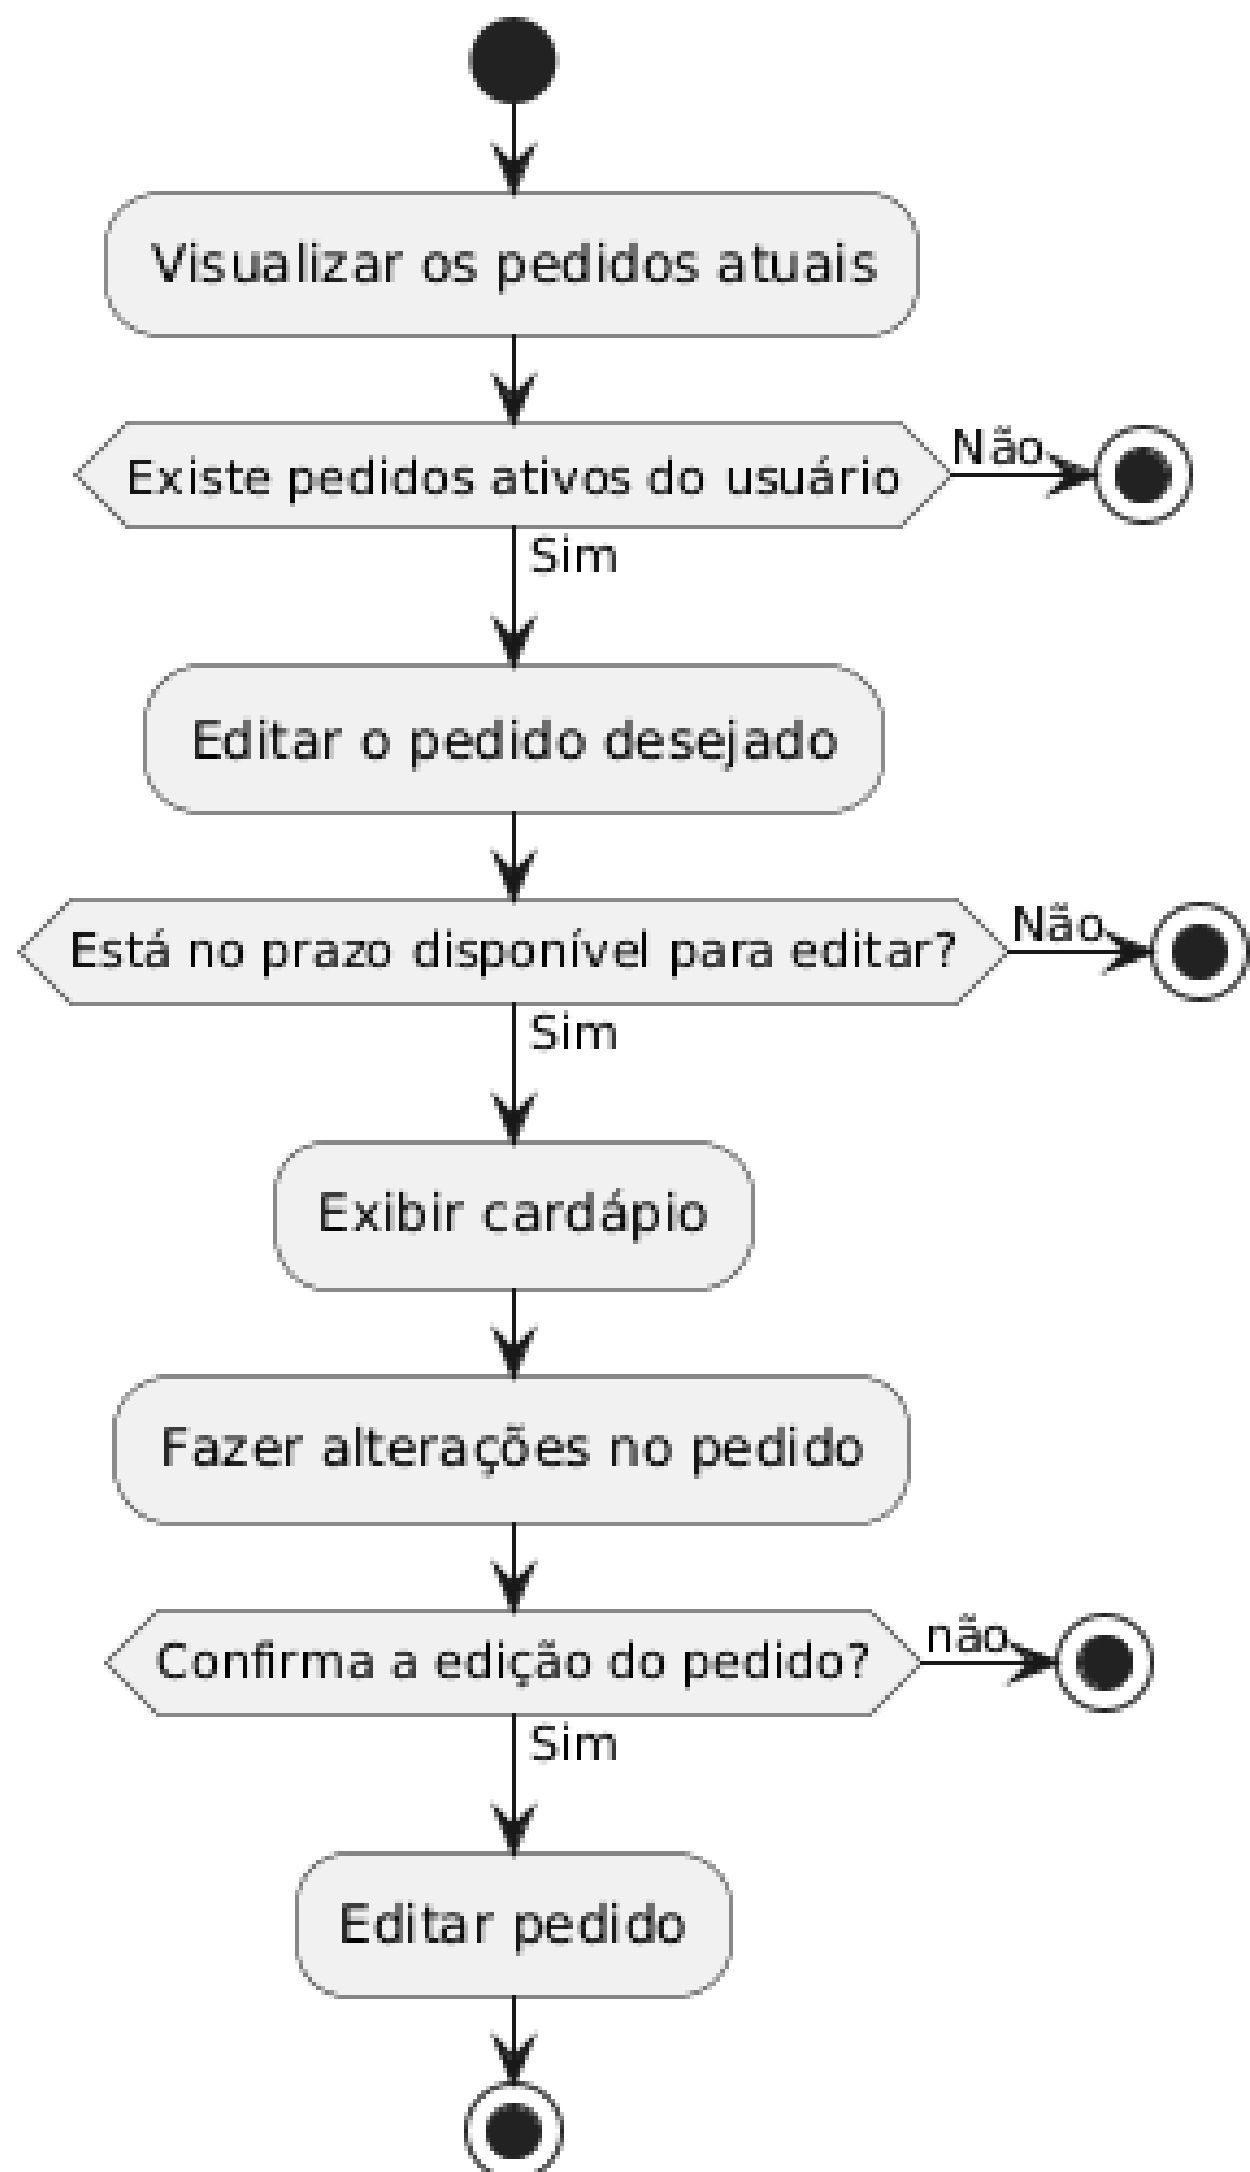 Visualizar os pedidos atuais
Existe pedidos ativos do usuário
Não
Sim
Editar o pedido desejado
Está no prazo disponível para editar?
Não
Sim
Exibir cardápio
Fazer alterações no pedido
Confirma a edição do pedido?
não
Sim
Editar pedido